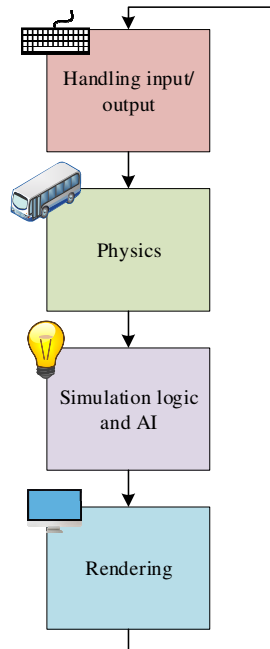 Handling input/
output
Physics
Simulation logic
and AI
Rendering